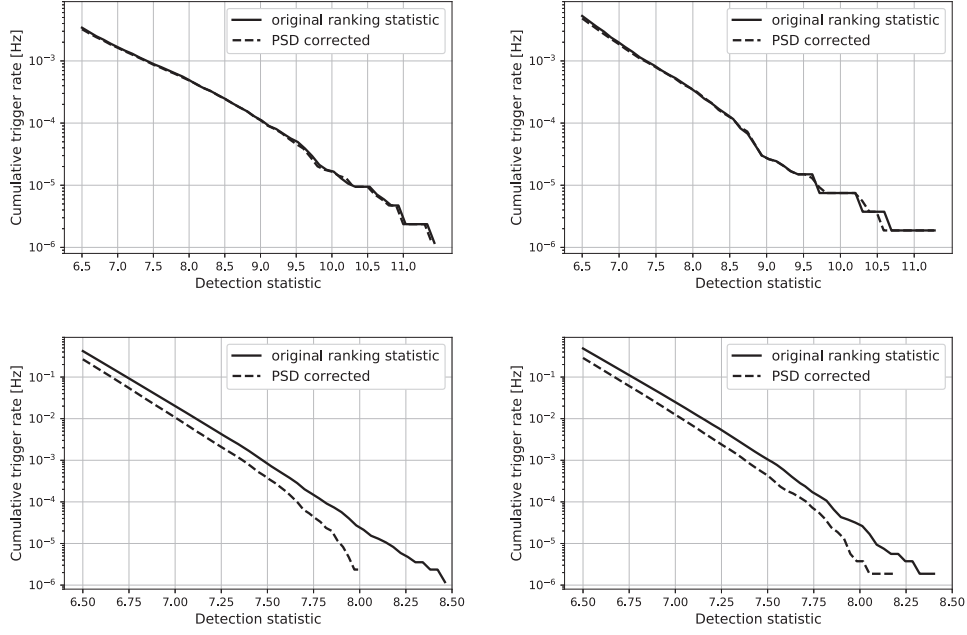 original ranking statistic
PSD corrected
Cumulative trigger rate [Hz]
10⁻³
10⁻⁴
10⁻⁵
10⁻⁶
6.5 7.0 7.5 8.0 8.5 9.0 9.5 10.0 10.5 11.0
Detection statistic
original ranking statistic
PSD corrected
Cumulative trigger rate [Hz]
10⁻³
10⁻⁴
10⁻⁵
10⁻⁶
6.5 7.0 7.5 8.0 8.5 9.0 9.5 10.0 10.5 11.0
Detection statistic
original ranking statistic
PSD corrected
Cumulative trigger rate [Hz]
10⁻¹
10⁻²
10⁻³
10⁻⁴
10⁻⁵
10⁻⁶
6.50 6.75 7.00 7.25 7.50 7.75 8.00 8.25 8.50
Detection statistic
original ranking statistic
PSD corrected
Cumulative trigger rate [Hz]
10⁻¹
10⁻²
10⁻³
10⁻⁴
10⁻⁵
10⁻⁶
6.50 6.75 7.00 7.25 7.50 7.75 8.00 8.25 8.50
Detection statistic